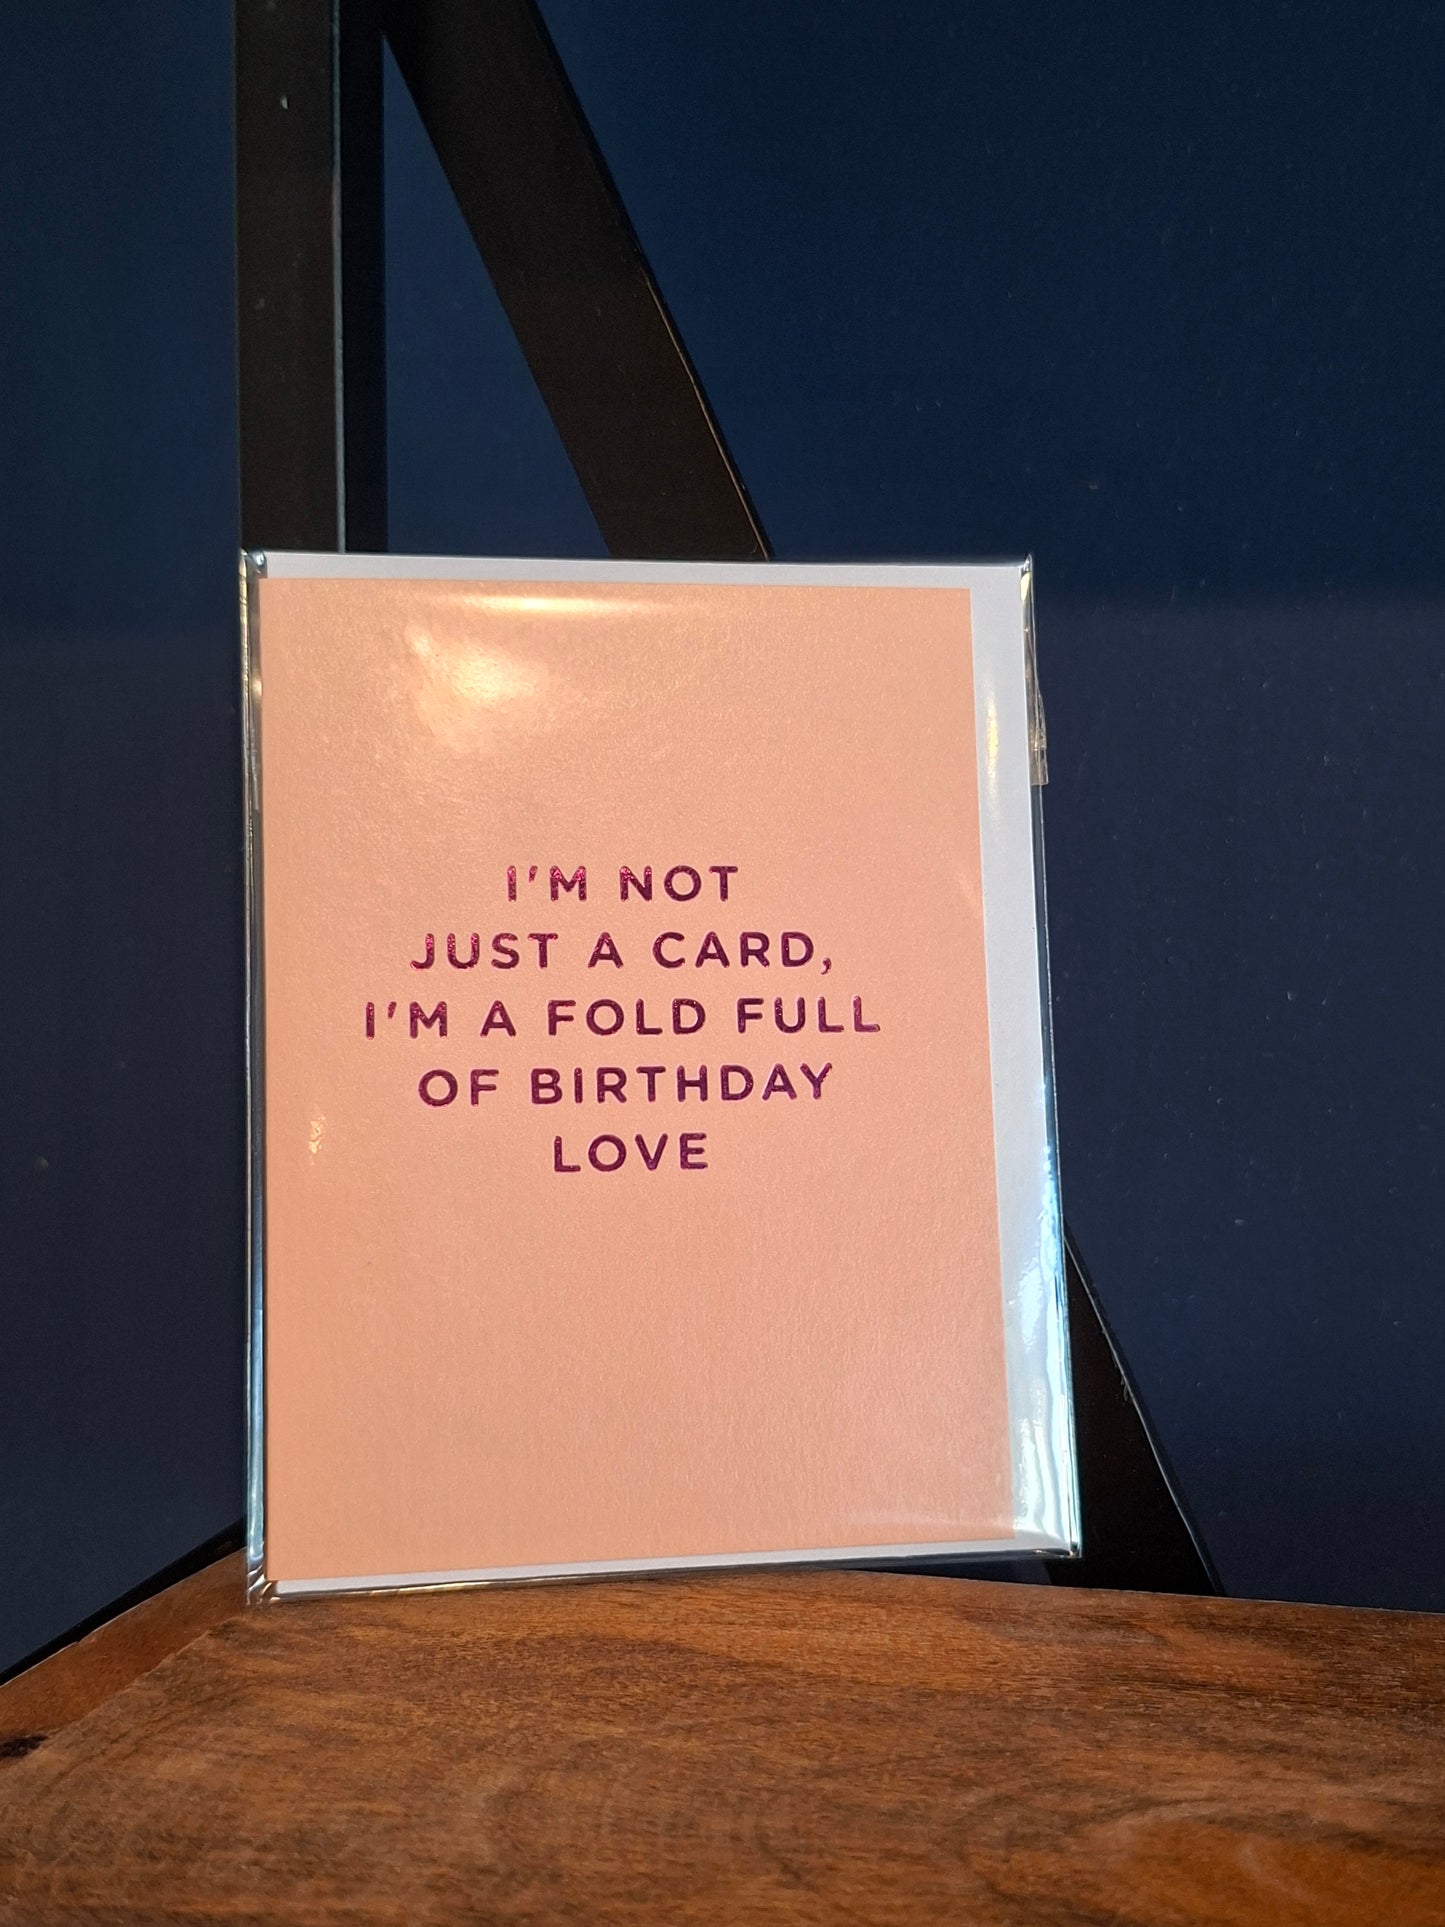 I'M NOT
JUST A CARD,
I'M A FOLD FULL
OF BIRTHDAY
LOVE